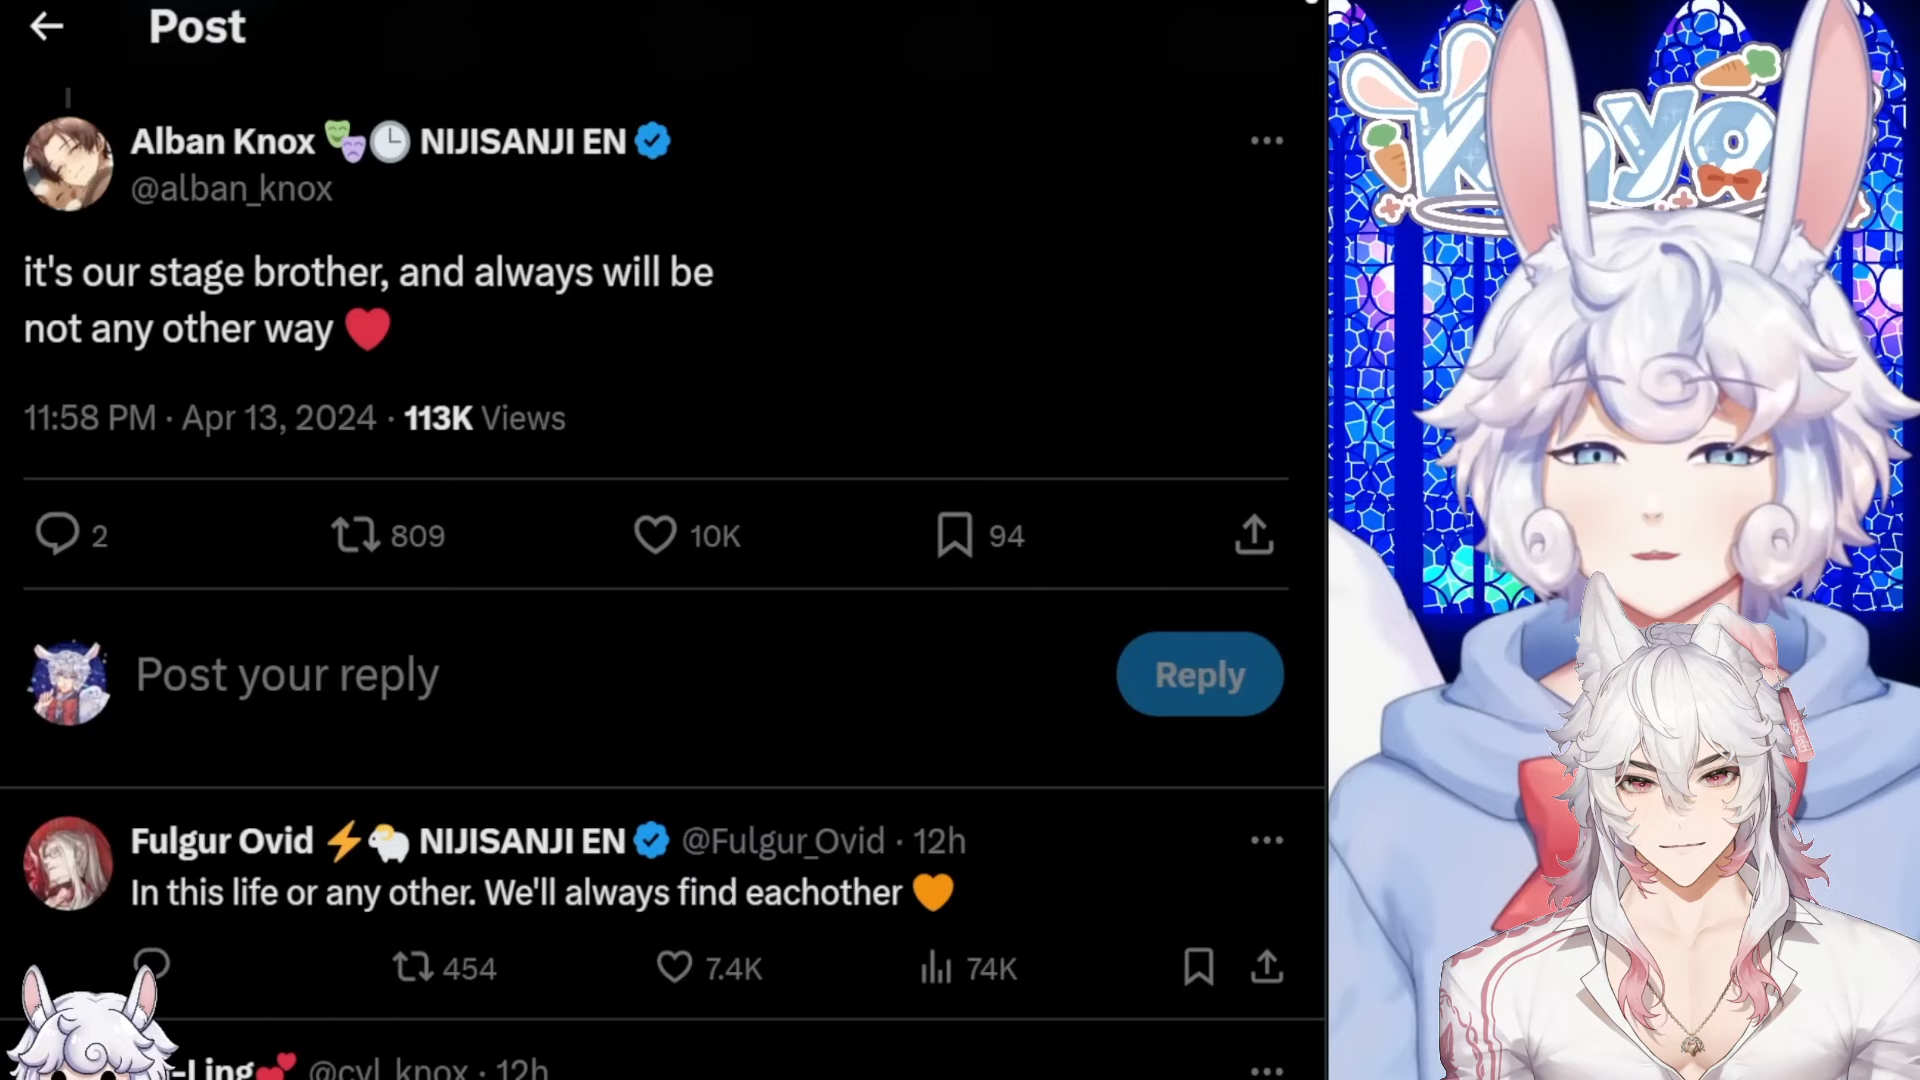 Post
Alban Knox 🎭🕒 NIJISANJI EN
@alban_knox
it's our stage brother, and always will be
not any other way ❤️
11:58 PM · Apr 13, 2024 · 113K Views
2 809 10K 94
Post your reply
Reply
Fulgur Ovid ⚡🐏 NIJISANJI EN @Fulgur_Ovid · 12h
In this life or any other. We'll always find eachother 🧡
454 7.4K 74K
-Ling💕 @cyl_knox · 12h